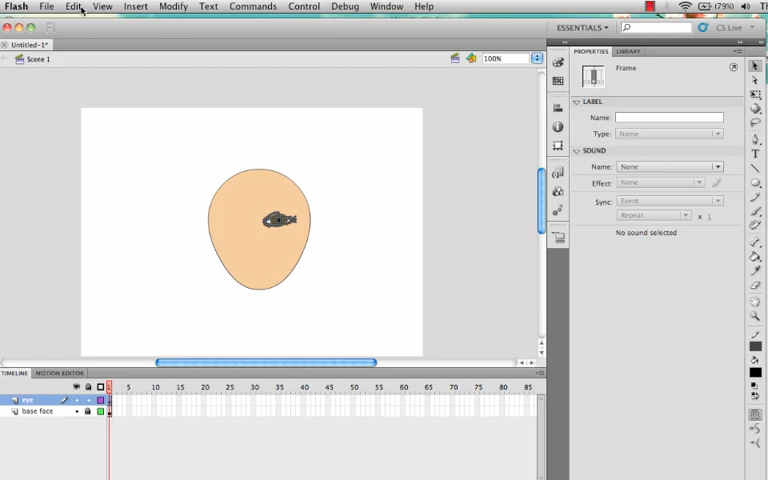 Flash File Edit View Insert Modify Text Commands Control Debug Window Help (79%)
ESSENTIALS CS Live
Untitled-1*
Scene 1 100%
PROPERTIES LIBRARY
Frame
LABEL
Name:
Type: Name
SOUND
Name: None
Effect: None
Sync: Event
Repeat x 1
No sound selected
TIMELINE MOTION EDITOR
1 5 10 15 20 25 30 35 40 45 50 55 60 65 70 75 80 85
eye
base face